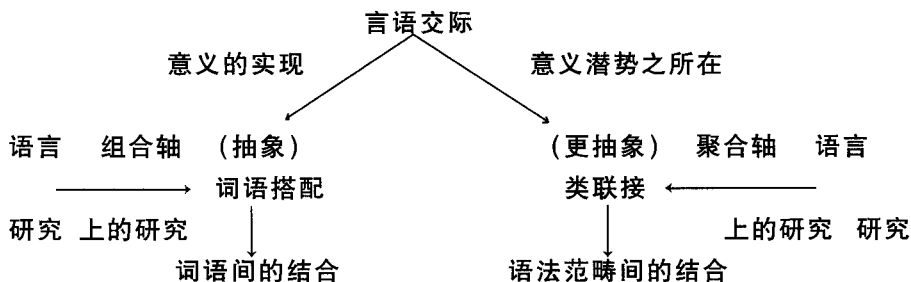 言语交际
意义的实现 意义潜势之所在
语言 组合轴 (抽象) (更抽象) 聚合轴 语言
词语搭配 类联接
研究 上的研究 上的研究 研究
词语间的结合 语法范畴间的结合